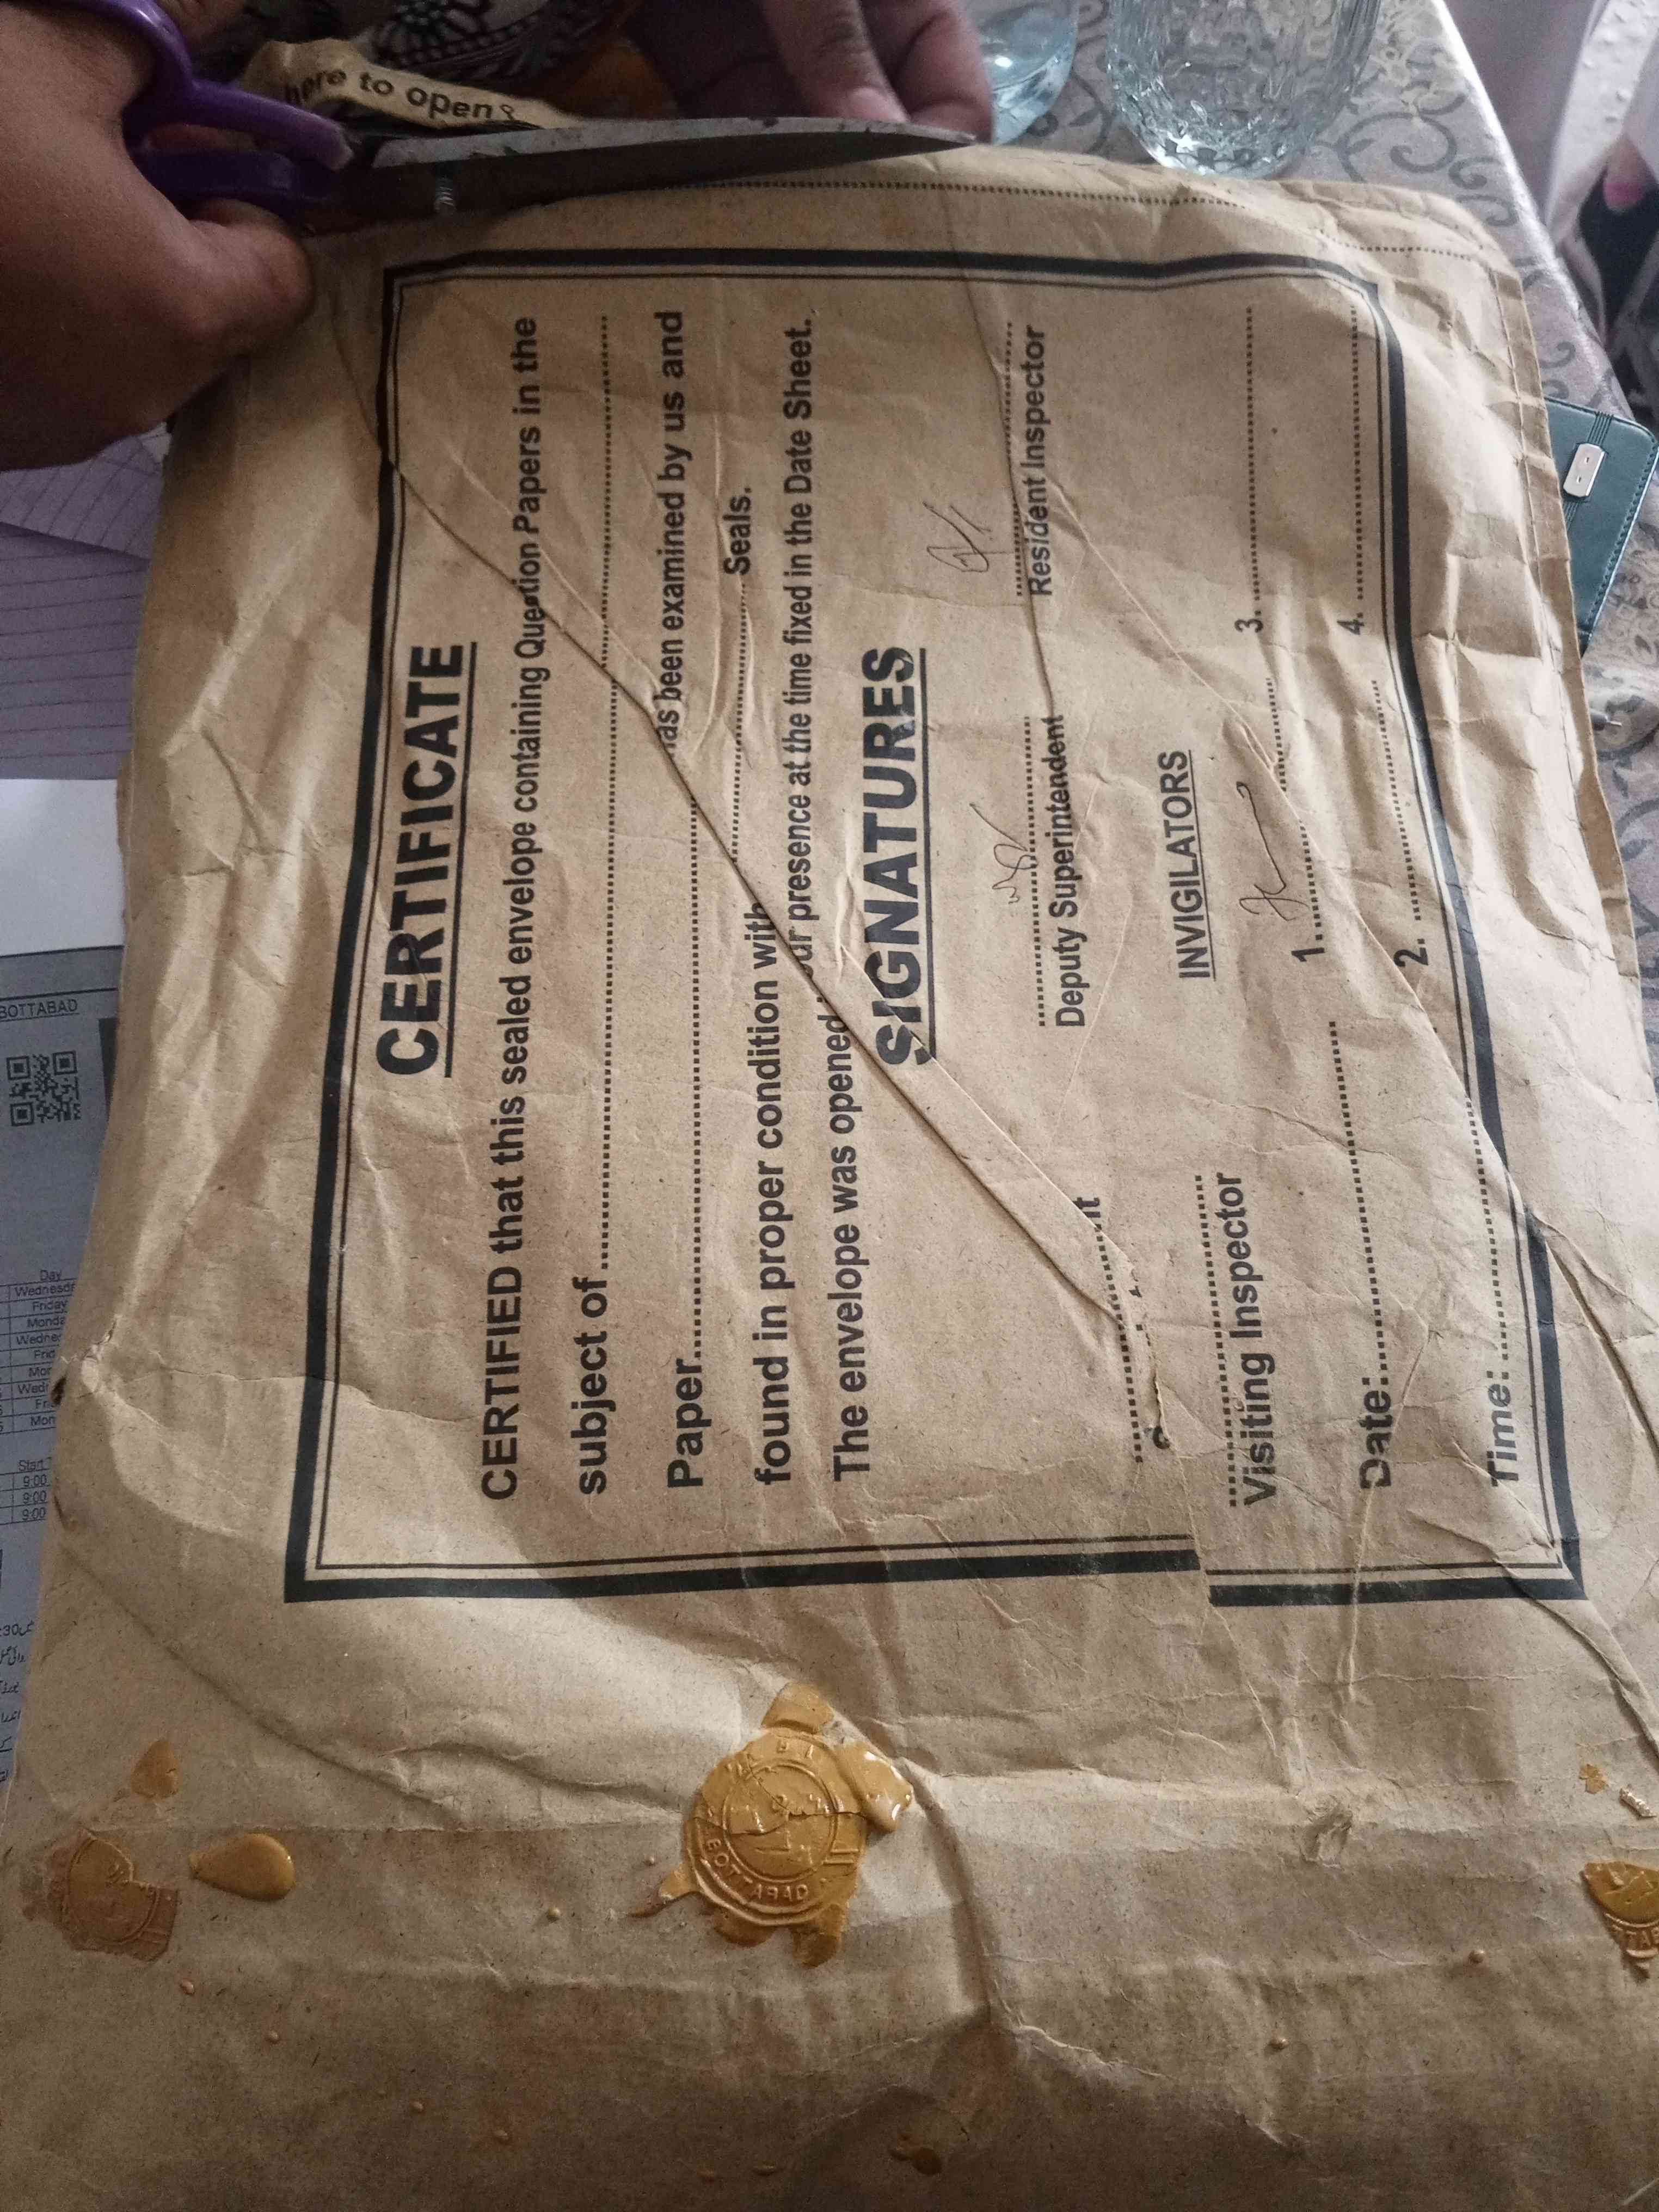 here to open
CERTIFICATE
CERTIFIED that this sealed envelope containing Question Papers in the
subject of
Paper has been examined by us and
found in proper condition with Seals.
The envelope was opened our presence at the time fixed in the Date Sheet.
SIGNATURES
Deputy Superintendent
Resident Inspector
Visiting Inspector
INVIGILATORS
Date:
1.
3.
Time:
2.
4.
BOTTABAD
BOTTABAD
Day
Friday
Start
9:00
9:00
9:00